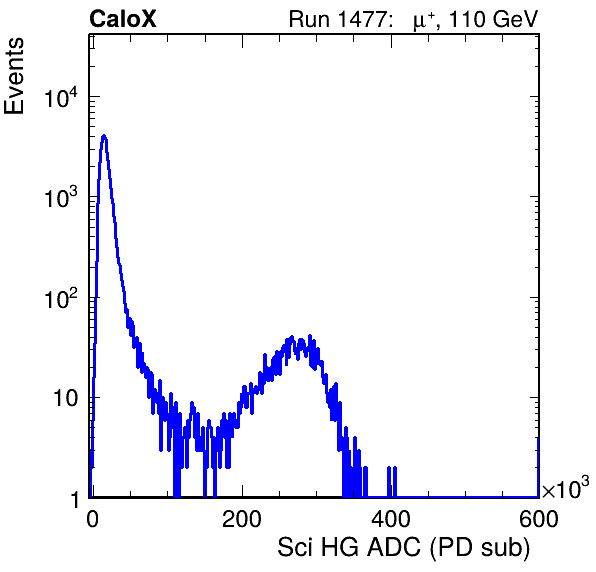 CaloX Run 1477: μ⁺, 110 GeV
Events
10⁴
10³
10²
10
1
0 200 400 600
×10³
Sci HG ADC (PD sub)